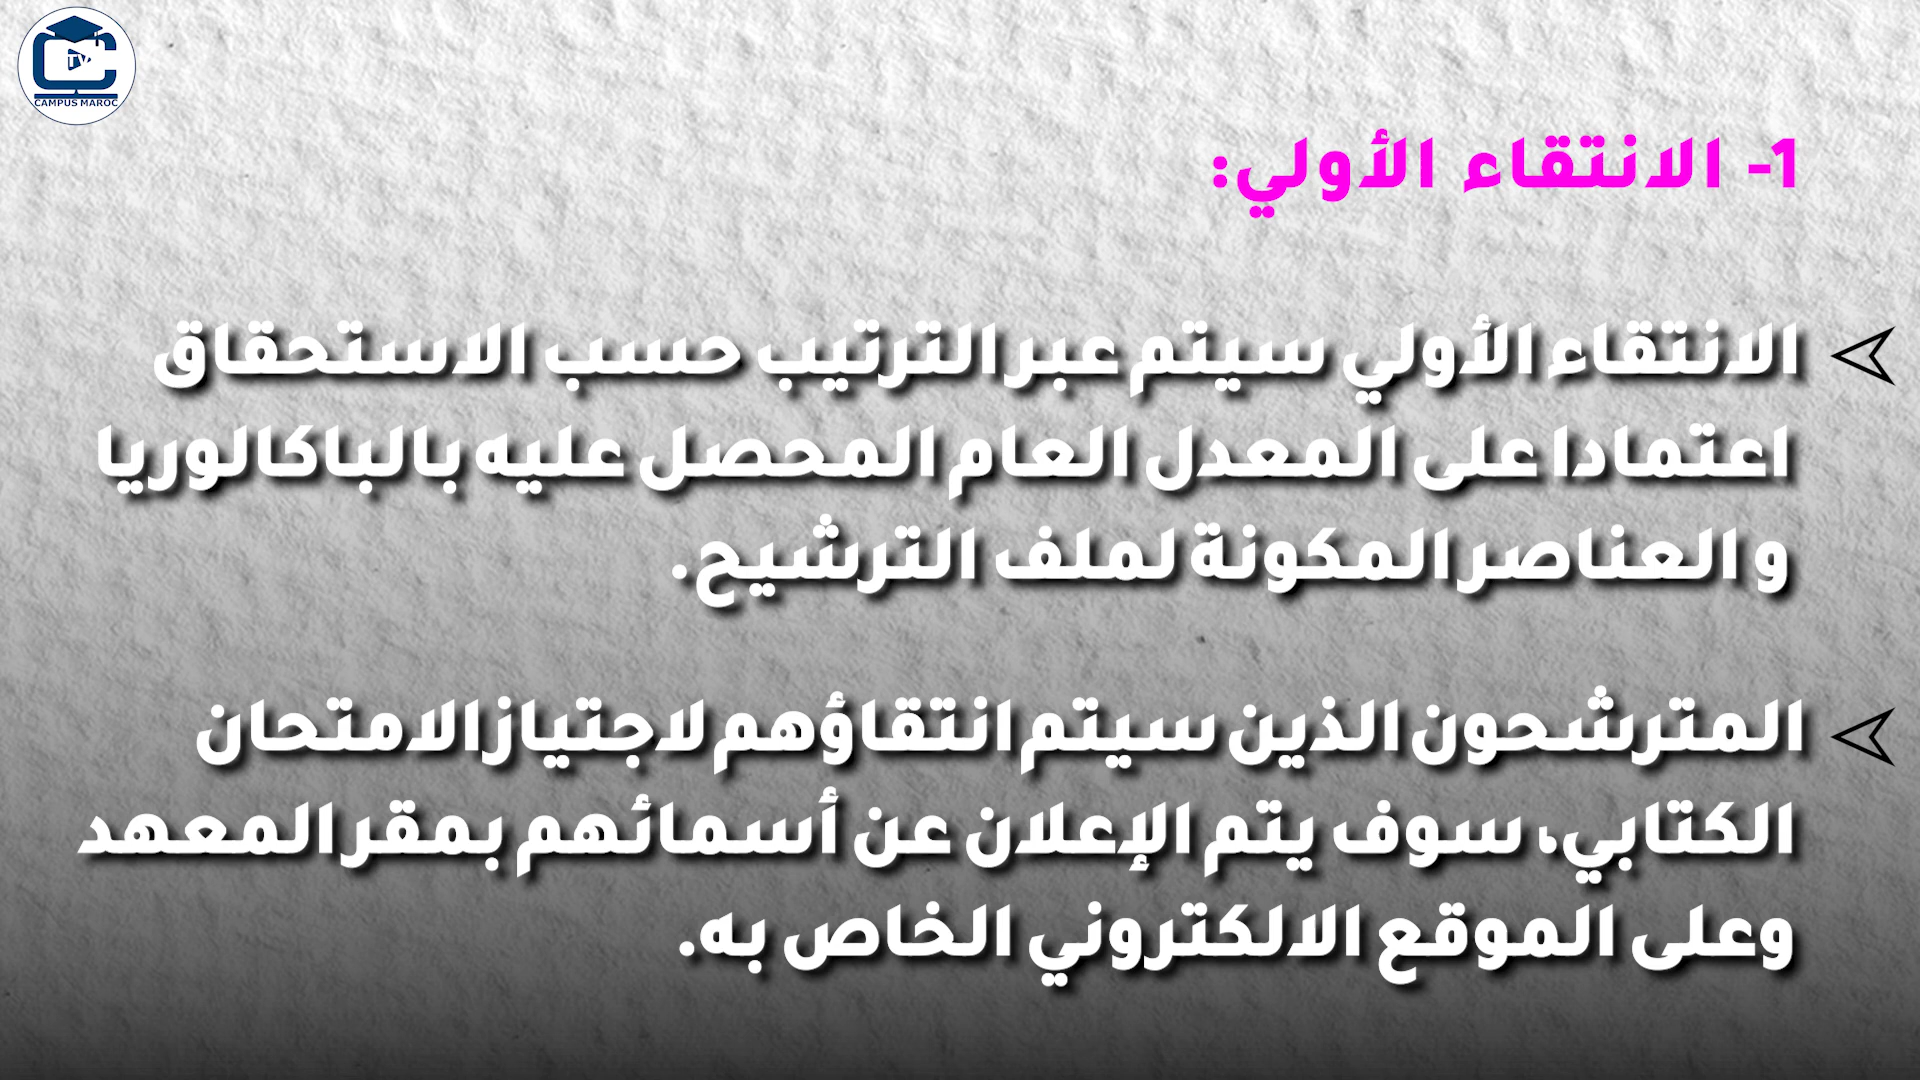 TV
CAMPUS MAROC
1- الانتقاء الأولي:
الانتقاء الأولي سيتم عبر الترتيب حسب الاستحقاق
اعتمادا على المعدل العام المحصل عليه بالباكالوريا
و العناصر المكونة لملف الترشيح.
المترشحون الذين سيتم انتقاؤهم لاجتياز الامتحان
الكتابي، سوف يتم الإعلان عن أسمائهم بمقر المعهد
وعلى الموقع الالكتروني الخاص به.